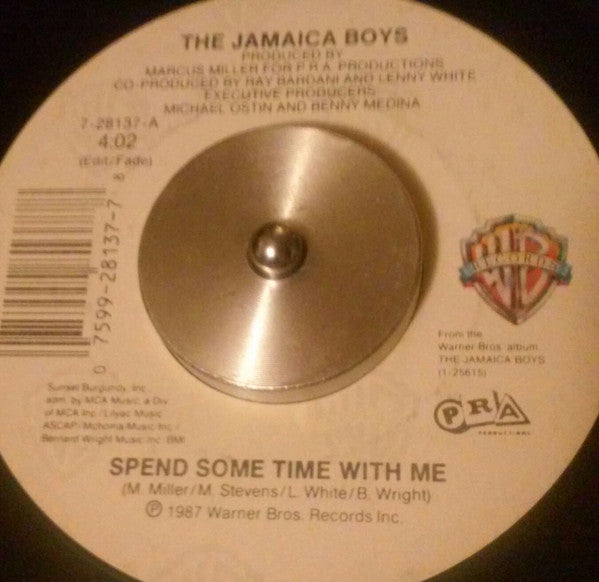 THE JAMAICA BOYS
PRODUCED BY
MARCUS MILLER FOR P.R.A. PRODUCTIONS
CO-PRODUCED BY RAY BARDANI AND LENNY WHITE
EXECUTIVE PRODUCERS
MICHAEL OSTIN AND BENNY MEDINA
7-28137-A
4:02
(Edit/Fade)
0 7599-28137-7 8
WB
RECORDS
From the
Warner Bros. album
THE JAMAICA BOYS
(1-25615)
PRA
PRODUCTIONS
Sunset Burgundy, Inc.
adm. by MCA Music, a Div.
of MCA Inc./Lilyac Music
ASCAP/Mchoma Music Inc./
Bernard Wright Music Inc. BMI
SPEND SOME TIME WITH ME
(M. Miller/M. Stevens/L. White/B. Wright)
℗ 1987 Warner Bros. Records Inc.